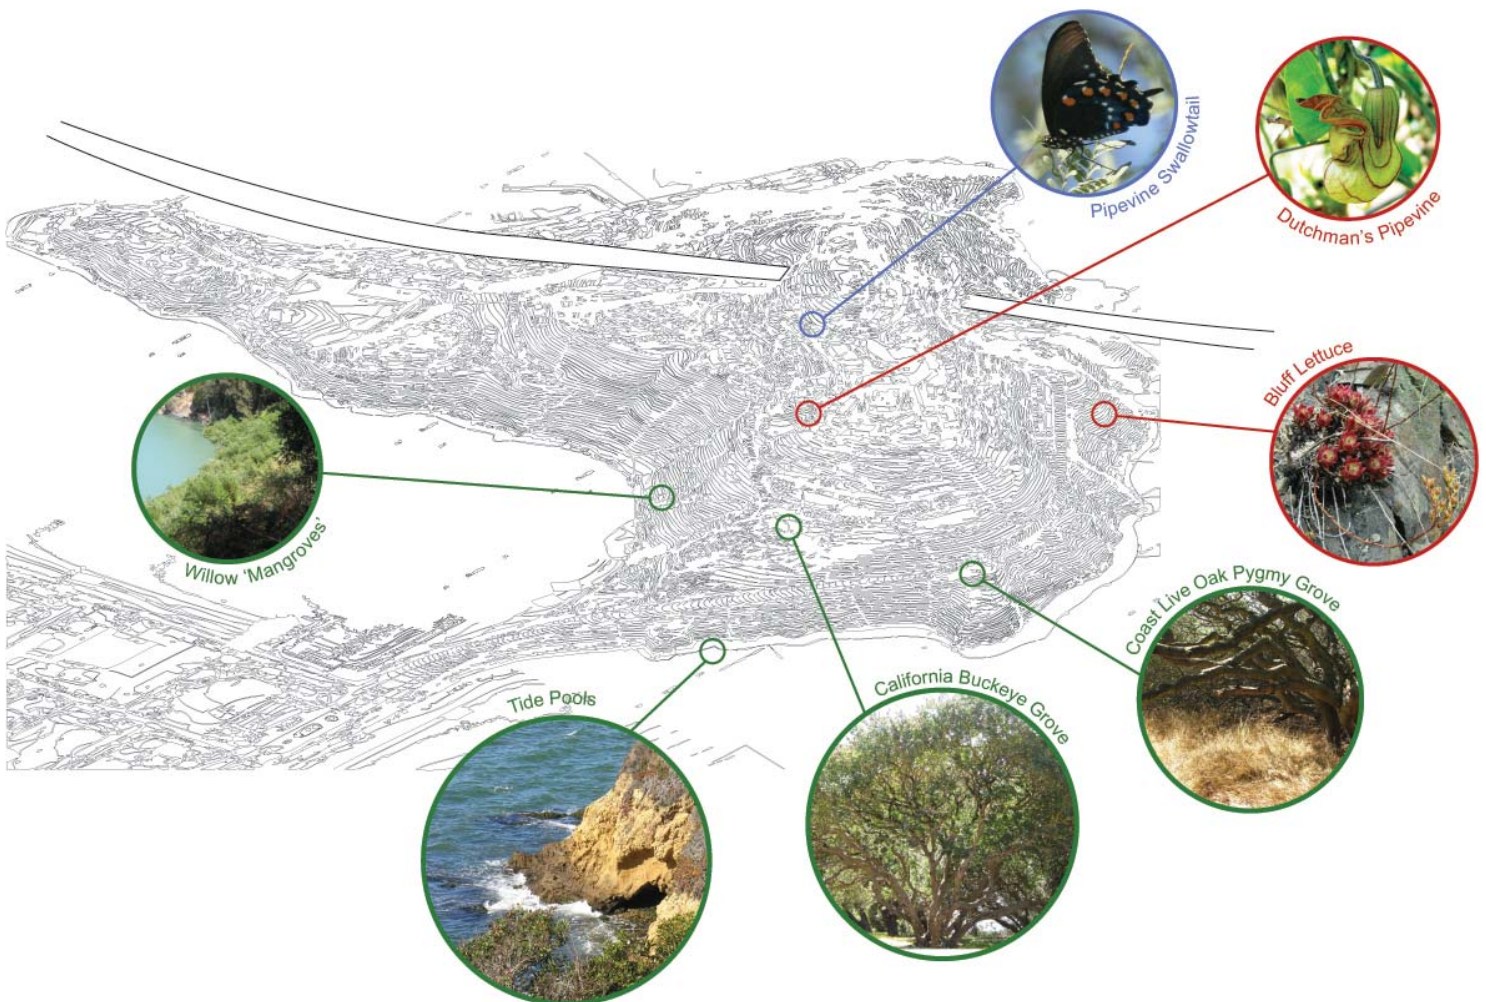 Pipevine Swallowtail
Dutchman's Pipevine
Bluff Lettuce
Willow 'Mangroves'
Coast Live Oak Pygmy Grove
California Buckeye Grove
Tide Pools